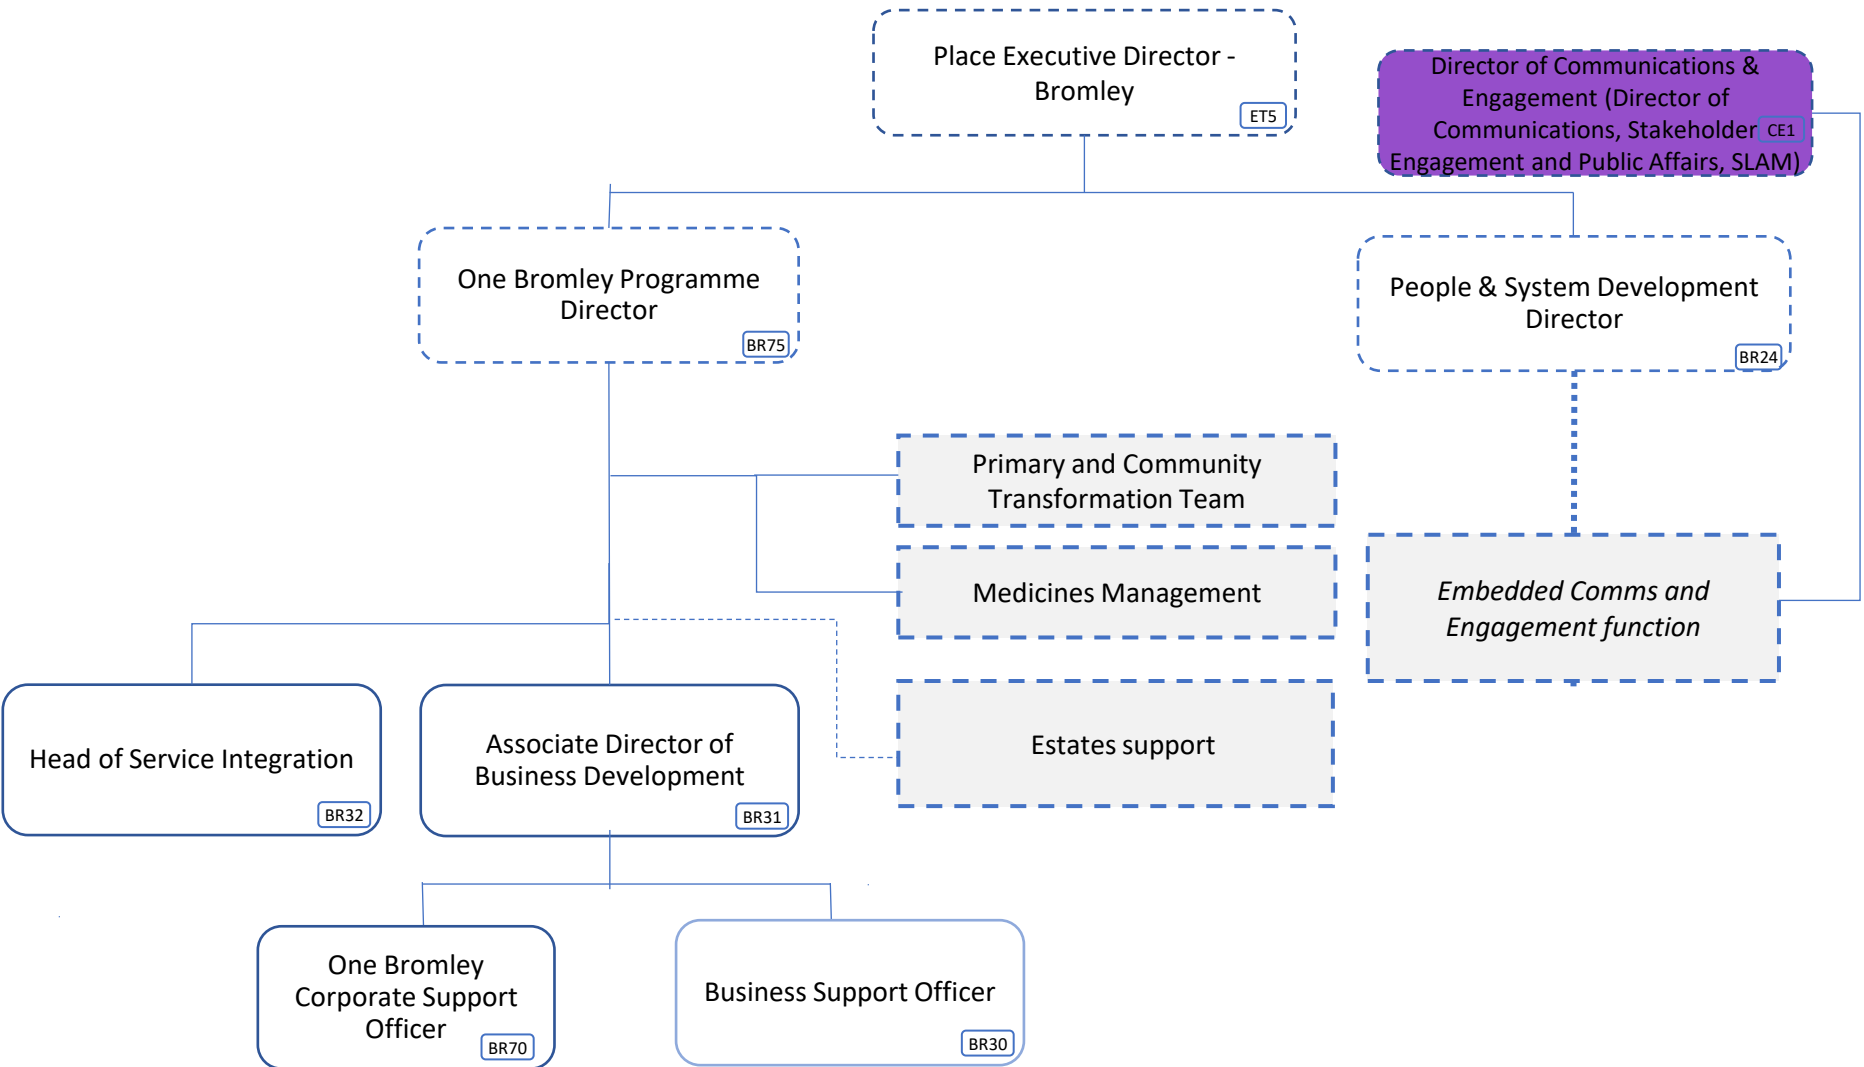 Place Executive Director -
Bromley
ET5
Director of Communications &
Engagement (Director of
Communications, Stakeholder
CE1
Engagement and Public Affairs, SLAM)
One Bromley Programme
Director
BR75
People & System Development
Director
BR24
Primary and Community
Transformation Team
Medicines Management
Embedded Comms and
Engagement function
Estates support
Head of Service Integration
BR32
Associate Director of
Business Development
BR31
One Bromley
Corporate Support
Officer
BR70
Business Support Officer
BR30